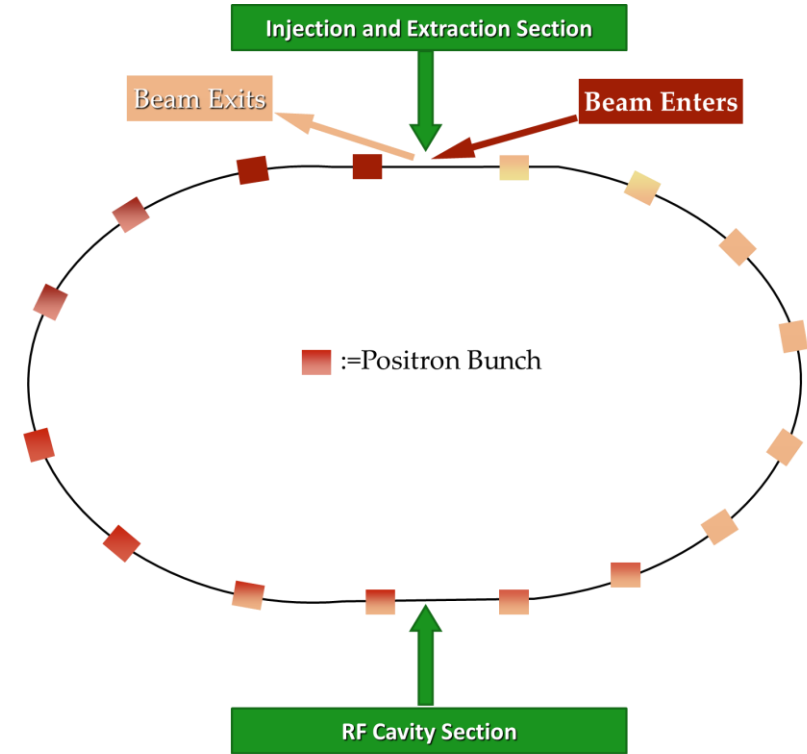 Injection and Extraction Section
Beam Exits
Beam Enters
:=Positron Bunch
RF Cavity Section